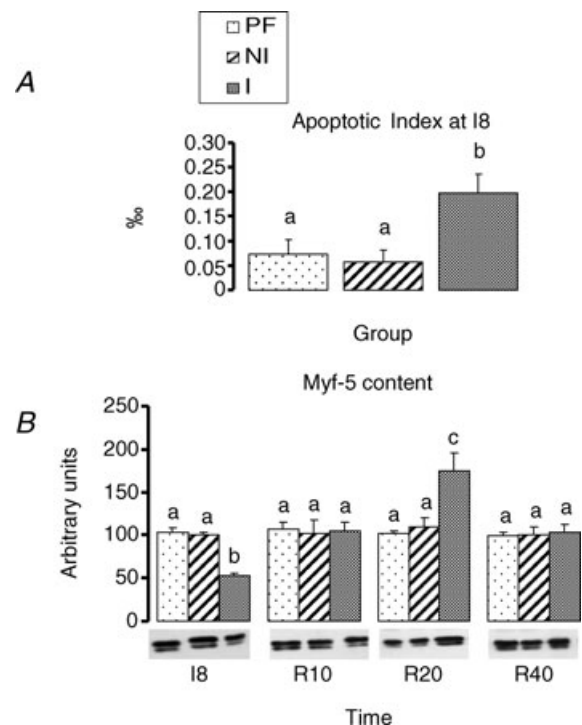 PF
NI
I
A
Apoptotic Index at I8
0.30
0.25
0.20
0.15
0.10
0.05
0
‰
a
a
b
Group
Myf-5 content
B
250
200
150
100
50
0
Arbitrary units
a a b
a a a
a a c
a a a
I8 R10 R20 R40
Time